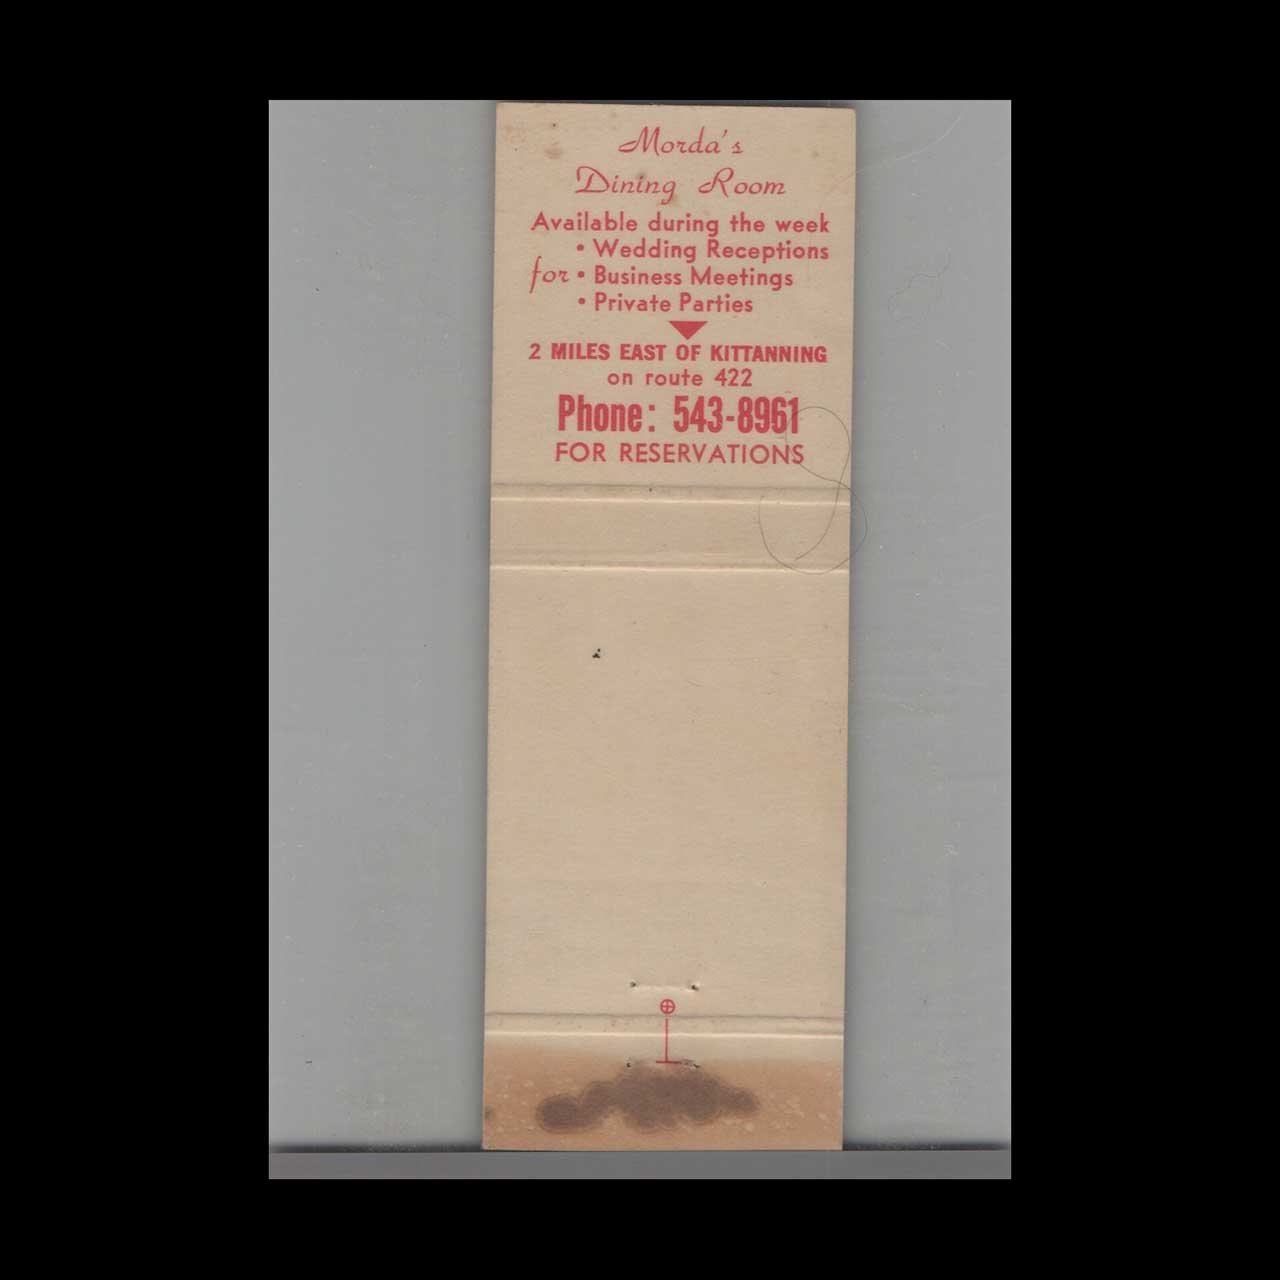 Morda's
Dining Room
Available during the week
• Wedding Receptions
for • Business Meetings
• Private Parties
2 MILES EAST OF KITTANNING
on route 422
Phone: 543-8961
FOR RESERVATIONS